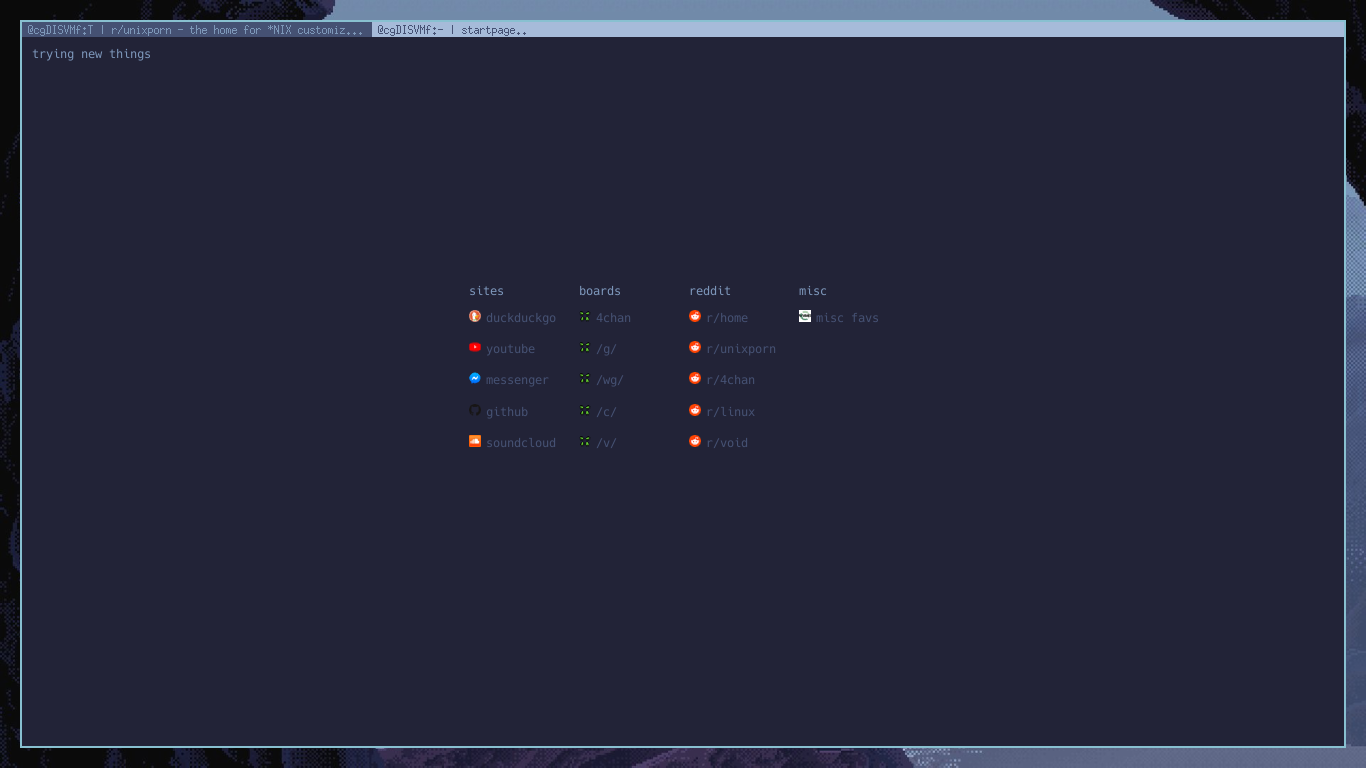 @cgDISVMf:T | r/unixporn - the home for *NIX customiz... @cgDISVMf:- | startpage..
trying new things
sites boards reddit misc
duckduckgo 4chan r/home misc favs
youtube /g/ r/unixporn
messenger /wg/ r/4chan
github /c/ r/linux
soundcloud /v/ r/void